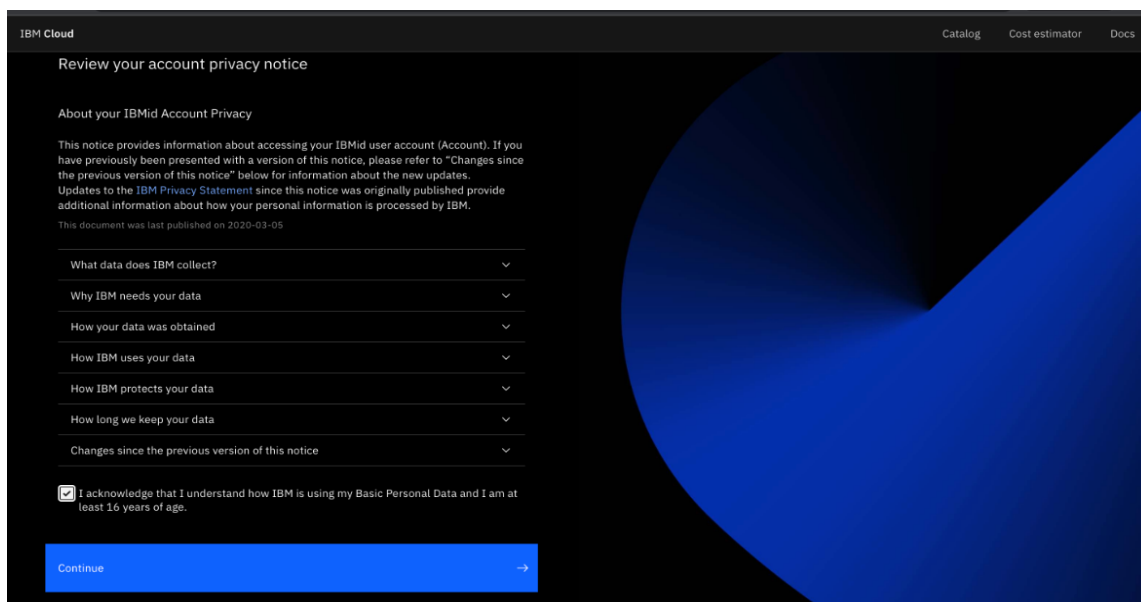 IBM Cloud
Catalog
Cost estimator
Docs
Review your account privacy notice
About your IBMid Account Privacy
This notice provides information about accessing your IBMid user account (Account). If you
have previously been presented with a version of this notice, please refer to “Changes since
the previous version of this notice” below for information about the new updates.
Updates to the IBM Privacy Statement since this notice was originally published provide
additional information about how your personal information is processed by IBM.
This document was last published on 2020-03-05
What data does IBM collect?
Why IBM needs your data
How your data was obtained
How IBM uses your data
How IBM protects your data
How long we keep your data
Changes since the previous version of this notice
I acknowledge that I understand how IBM is using my Basic Personal Data and I am at
least 16 years of age.
Continue